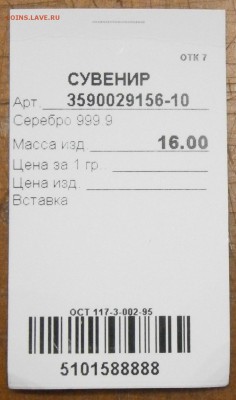 COINS.LAVE.RU
ОТК 7
СУВЕНИР
Арт. 3590029156-10
Серебро 999.9
Масса изд. 16.00
Цена за 1 гр.
Цена изд.
Вставка
ОСТ 117-3-002-95
5101588888